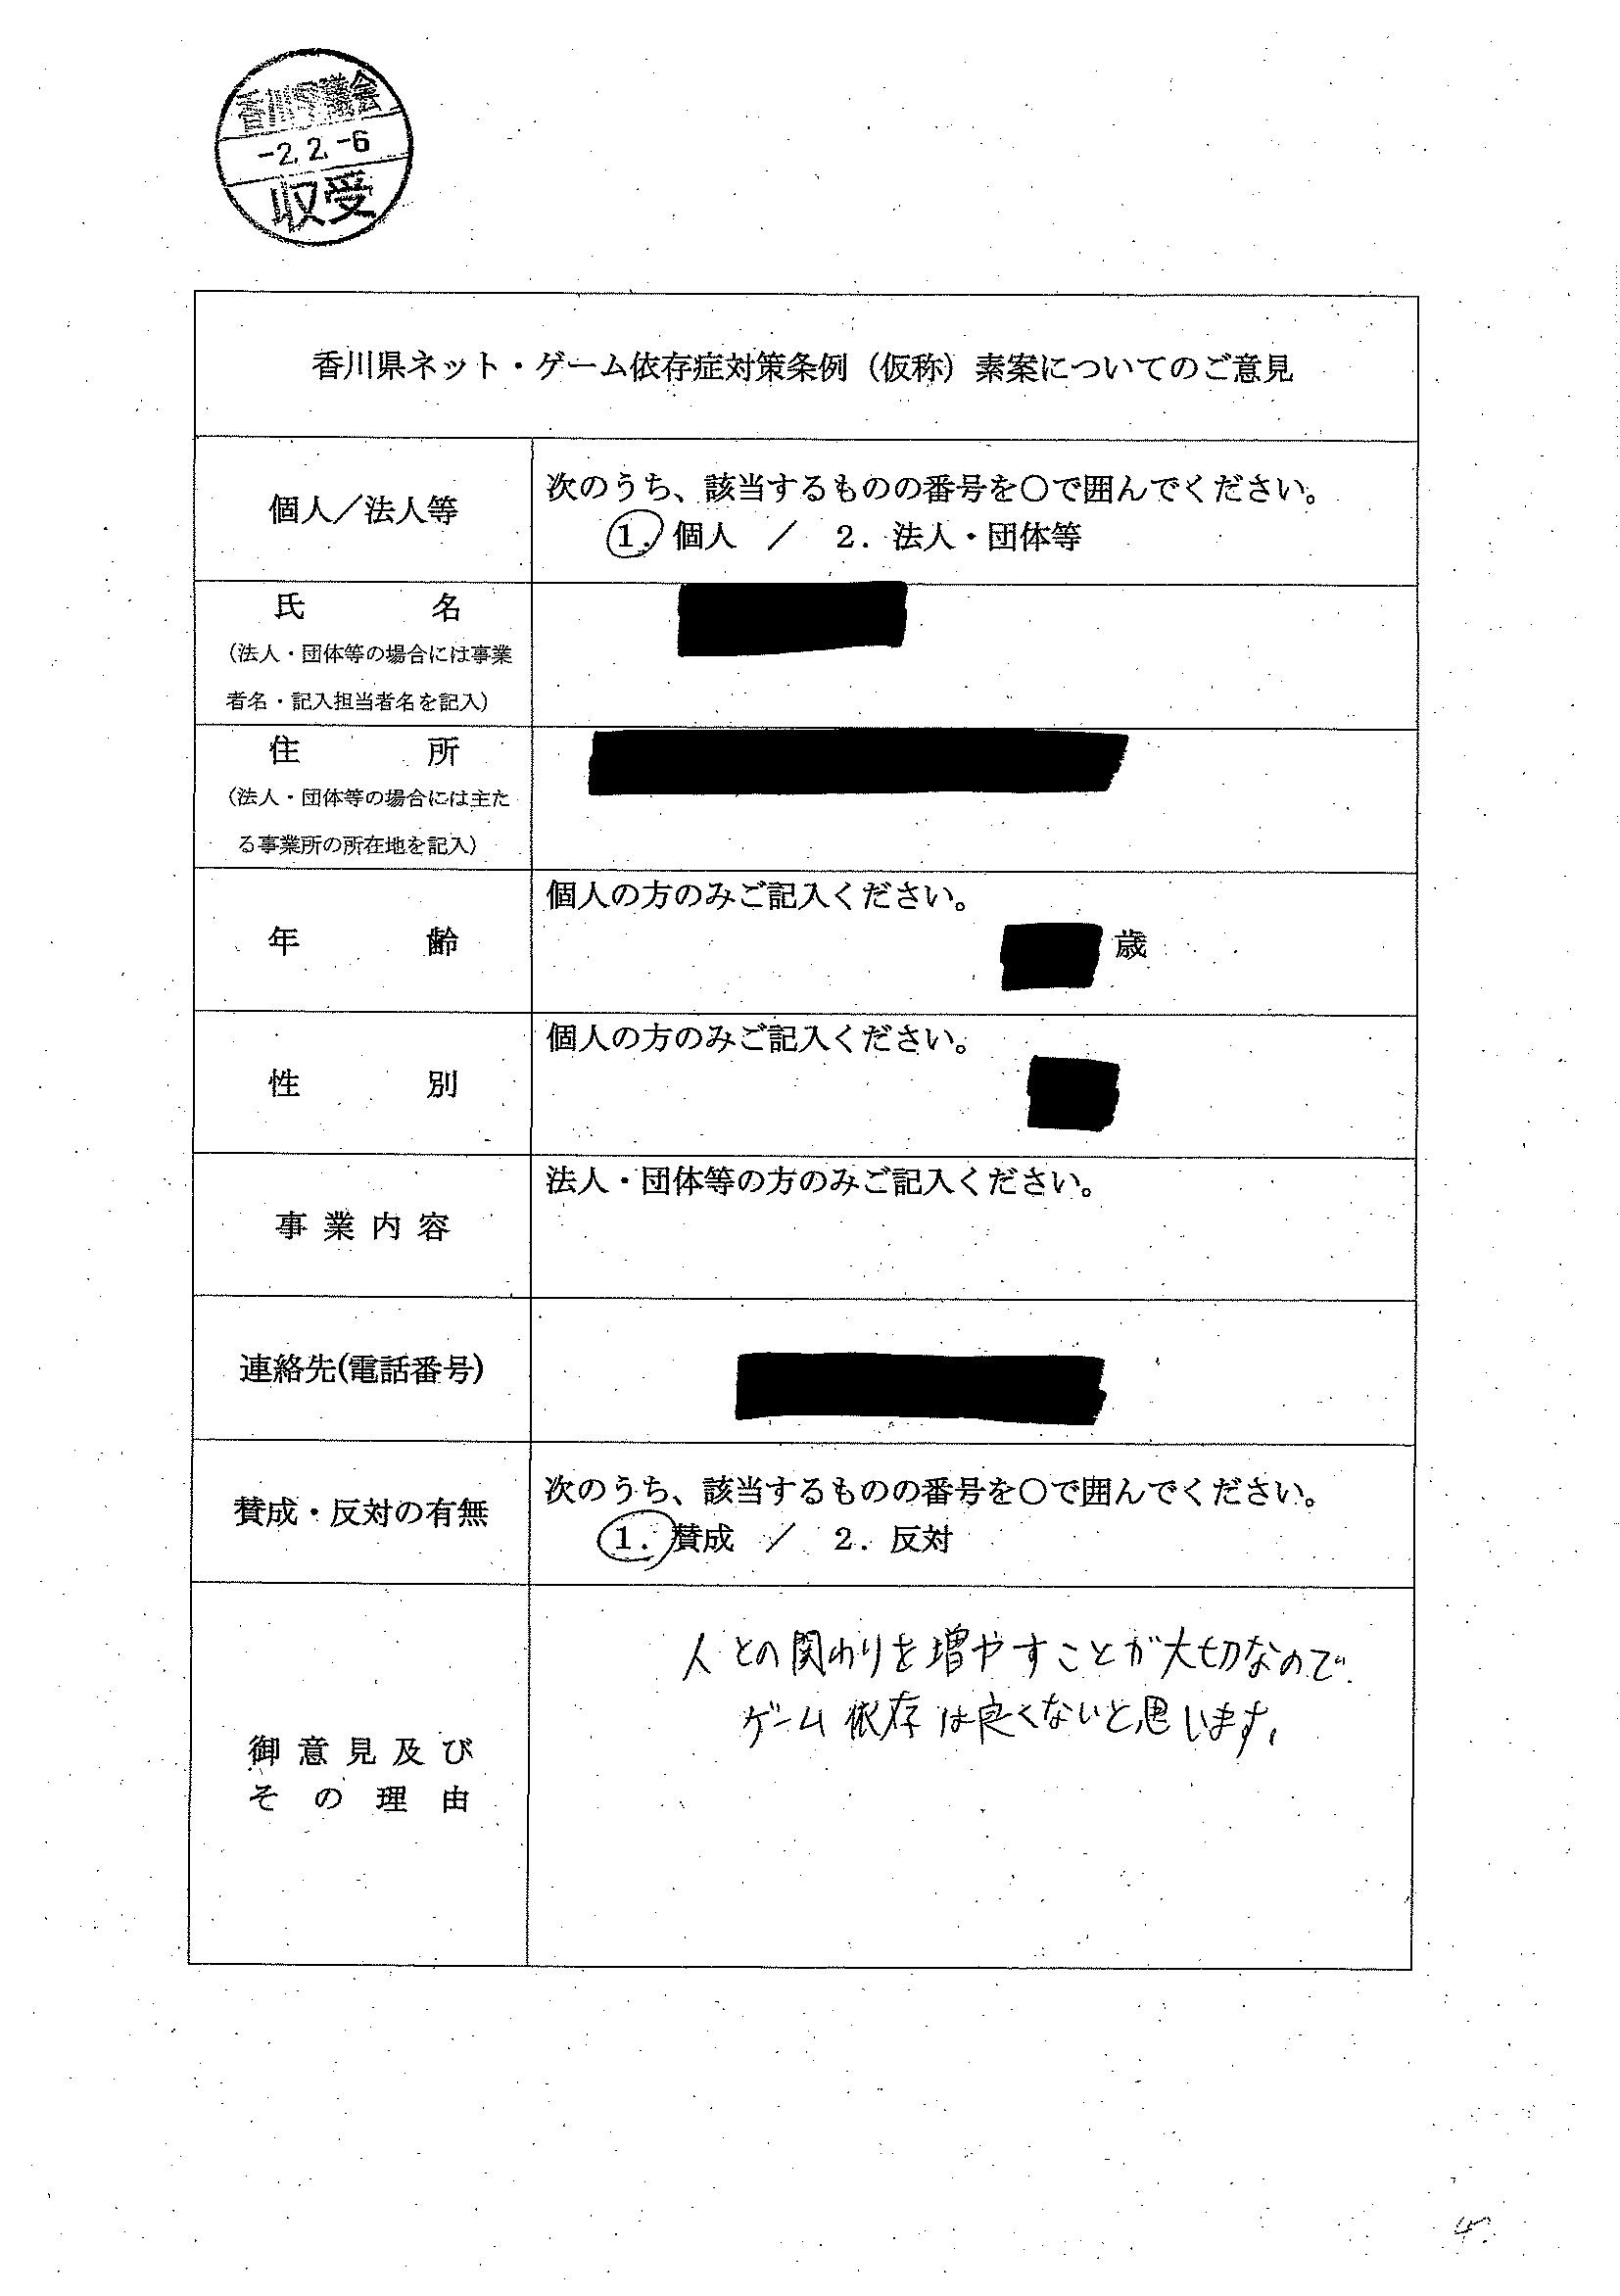 香川県議会
-2.2.-6
収受
香川県ネット・ゲーム依存症対策条例（仮称）素案についてのご意見
個人／法人等
次のうち、該当するものの番号を〇で囲んでください。
1．個人　／　2．法人・団体等
氏　　名
（法人・団体等の場合には事業
者名・記入担当者名を記入）
住　　所
（法人・団体等の場合には主た
る事業所の所在地を記入）
年　　齢
個人の方のみご記入ください。
歳
性　　別
個人の方のみご記入ください。
事業内容
法人・団体等の方のみご記入ください。
連絡先(電話番号)
賛成・反対の有無
次のうち、該当するものの番号を〇で囲んでください。
1．賛成　／　2．反対
御意見及び
その理由
人との関わりを増やすことが大切なので
ゲーム依存は良くないと思います。